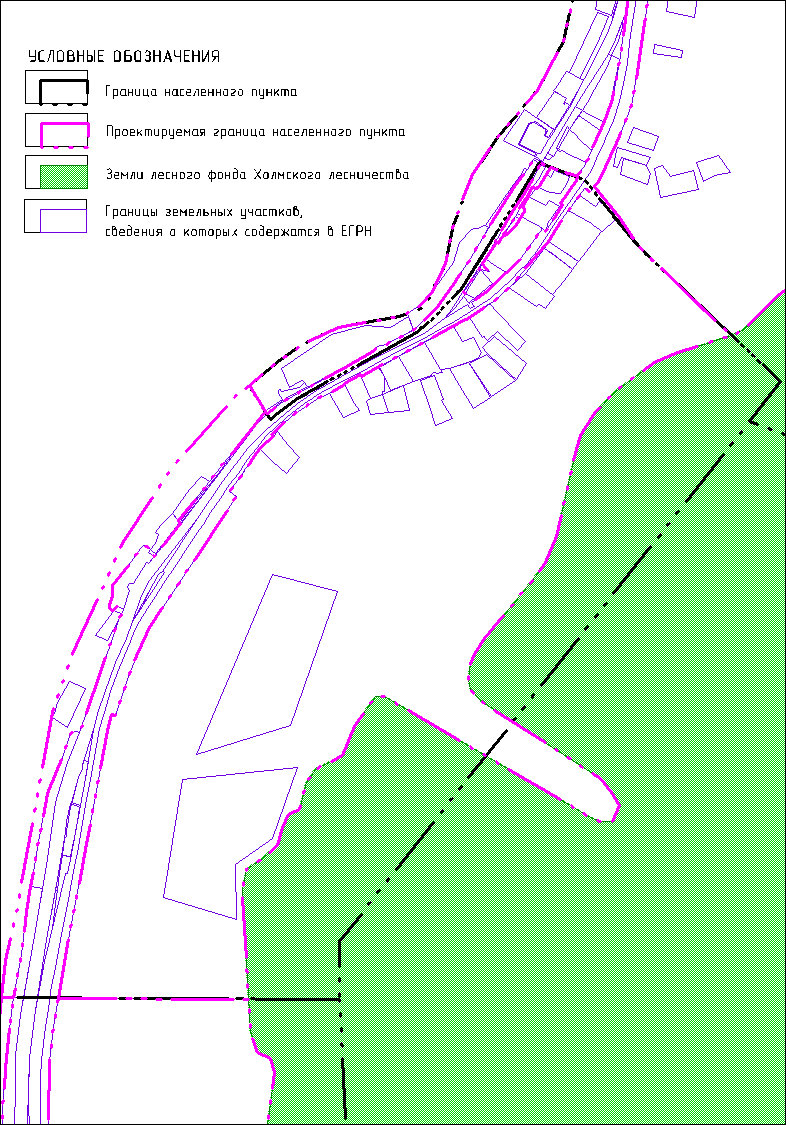 УСЛОВНЫЕ ОБОЗНАЧЕНИЯ
Граница населенного пункта
Проектируемая граница населенного пункта
Земли лесного фонда Холмского лесничества
Границы земельных участков,
сведения о которых содержатся в ЕГРН